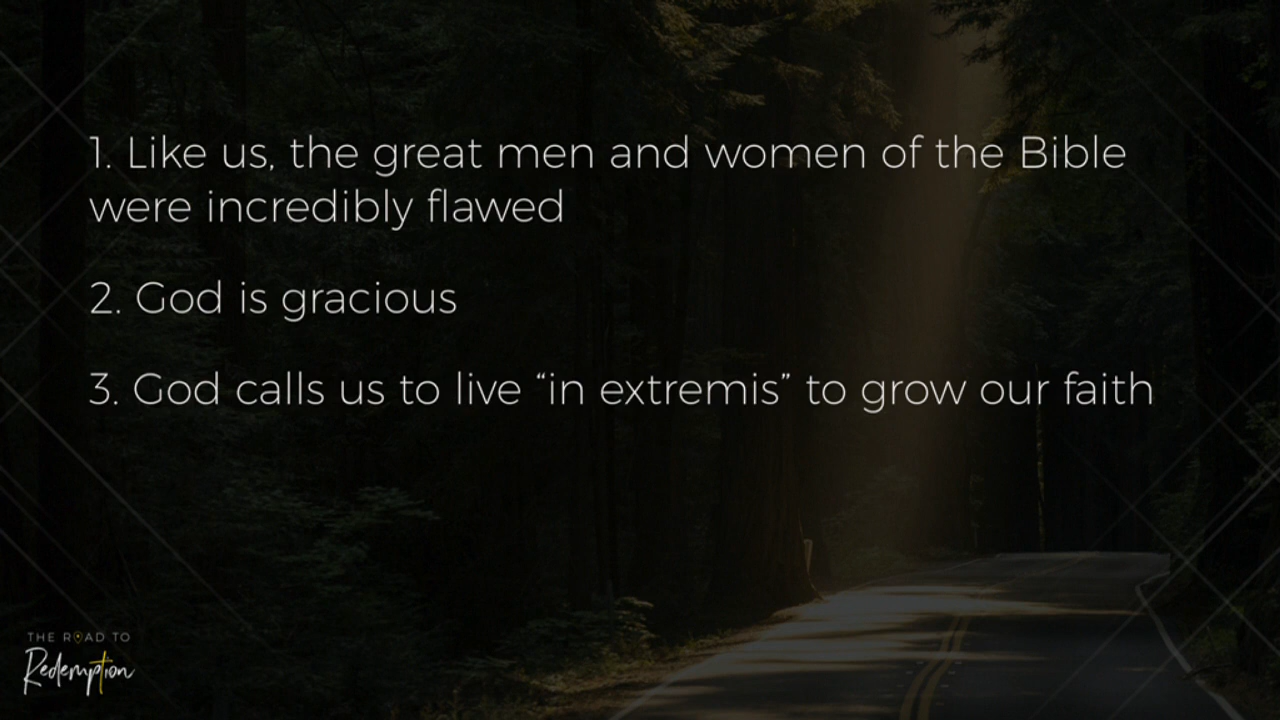 1. Like us, the great men and women of the Bible
were incredibly flawed
2. God is gracious
3. God calls us to live “in extremis” to grow our faith
THE ROAD TO
Redemption